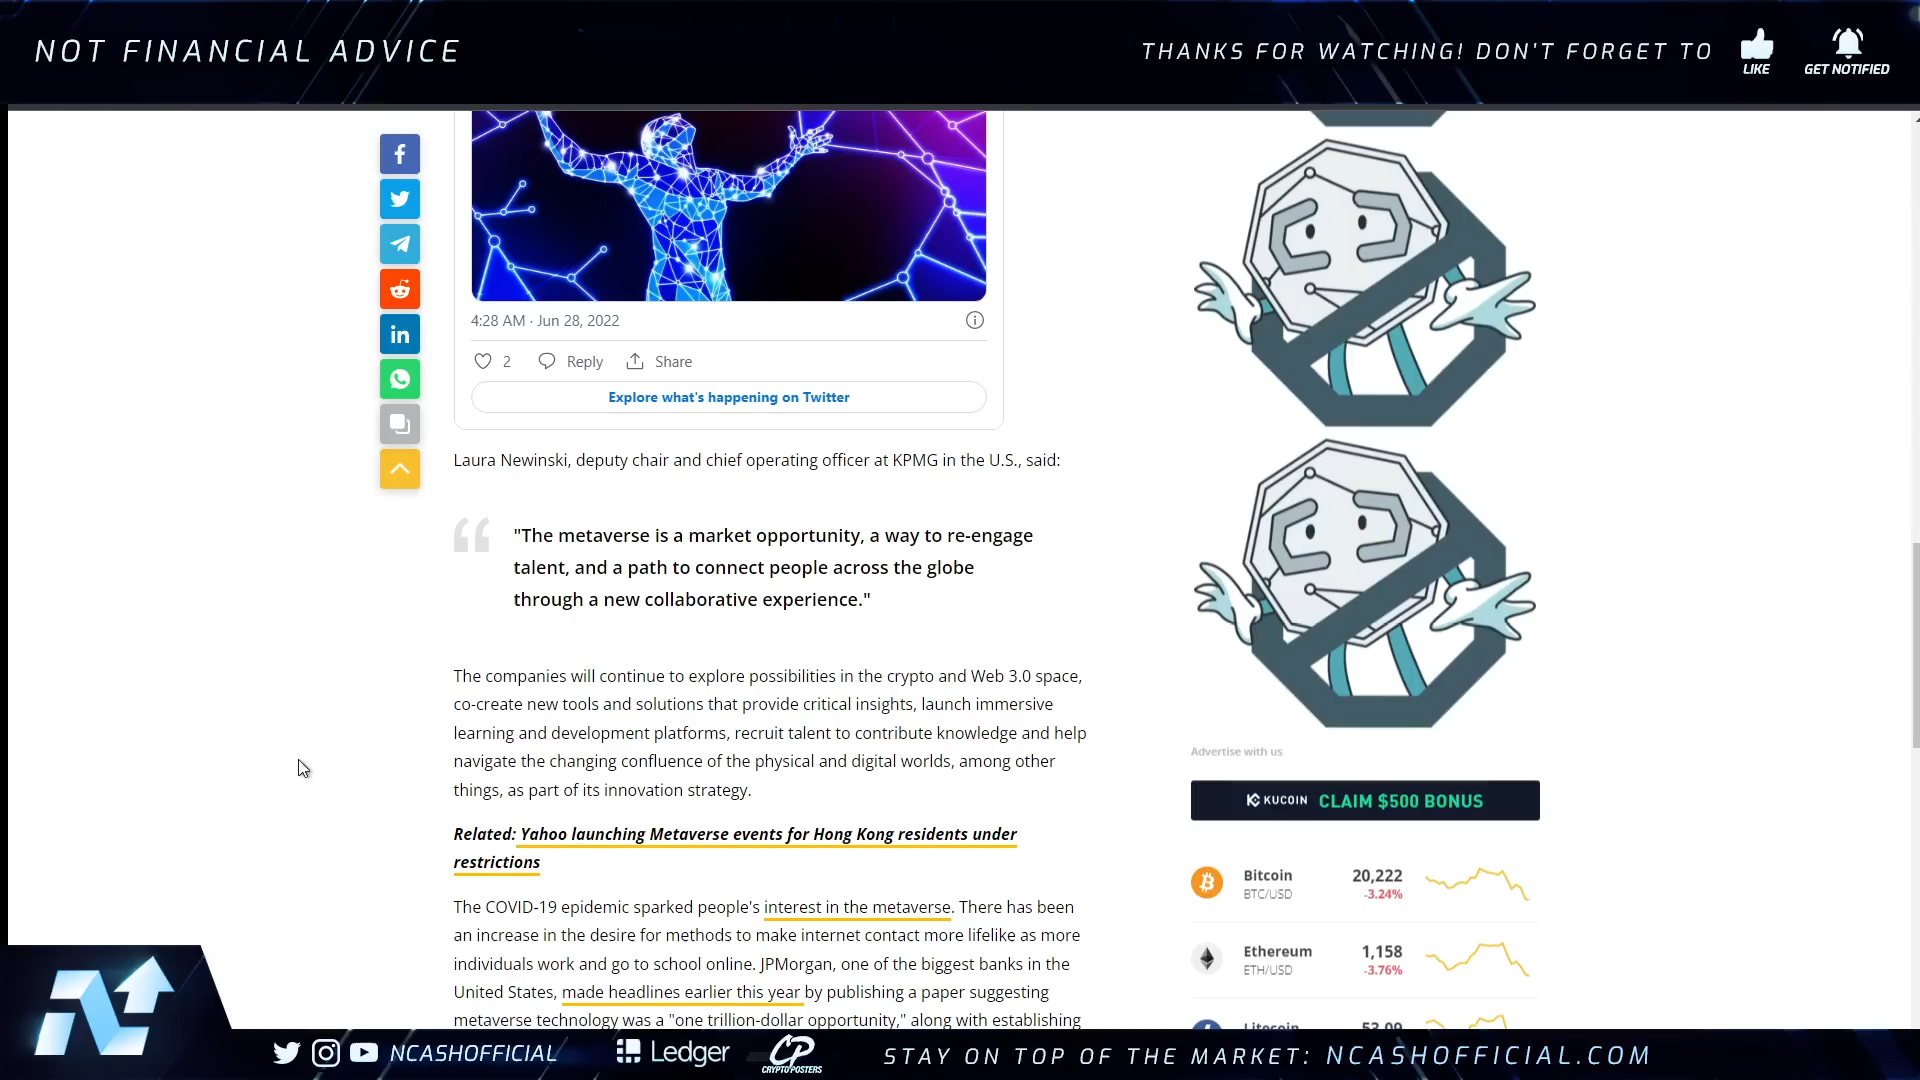 NOT FINANCIAL ADVICE
THANKS FOR WATCHING! DON'T FORGET TO
LIKE
GET NOTIFIED
4:28 AM · Jun 28, 2022
2 Reply Share
Explore what's happening on Twitter
Laura Newinski, deputy chair and chief operating officer at KPMG in the U.S., said:
"The metaverse is a market opportunity, a way to re-engage
talent, and a path to connect people across the globe
through a new collaborative experience."
The companies will continue to explore possibilities in the crypto and Web 3.0 space,
co-create new tools and solutions that provide critical insights, launch immersive
learning and development platforms, recruit talent to contribute knowledge and help
navigate the changing confluence of the physical and digital worlds, among other
things, as part of its innovation strategy.
Related: Yahoo launching Metaverse events for Hong Kong residents under
restrictions
The COVID-19 epidemic sparked people's interest in the metaverse. There has been
an increase in the desire for methods to make internet contact more lifelike as more
individuals work and go to school online. JPMorgan, one of the biggest banks in the
United States, made headlines earlier this year by publishing a paper suggesting
metaverse technology was a "one trillion-dollar opportunity," along with establishing
Advertise with us
KUCOIN CLAIM $500 BONUS
Bitcoin 20,222
BTC/USD -3.24%
Ethereum 1,158
ETH/USD -3.76%
Litecoin 53.09
NCASHOFFICIAL
Ledger
CP
CRYPTOPOSTERS
STAY ON TOP OF THE MARKET: NCASHOFFICIAL.COM